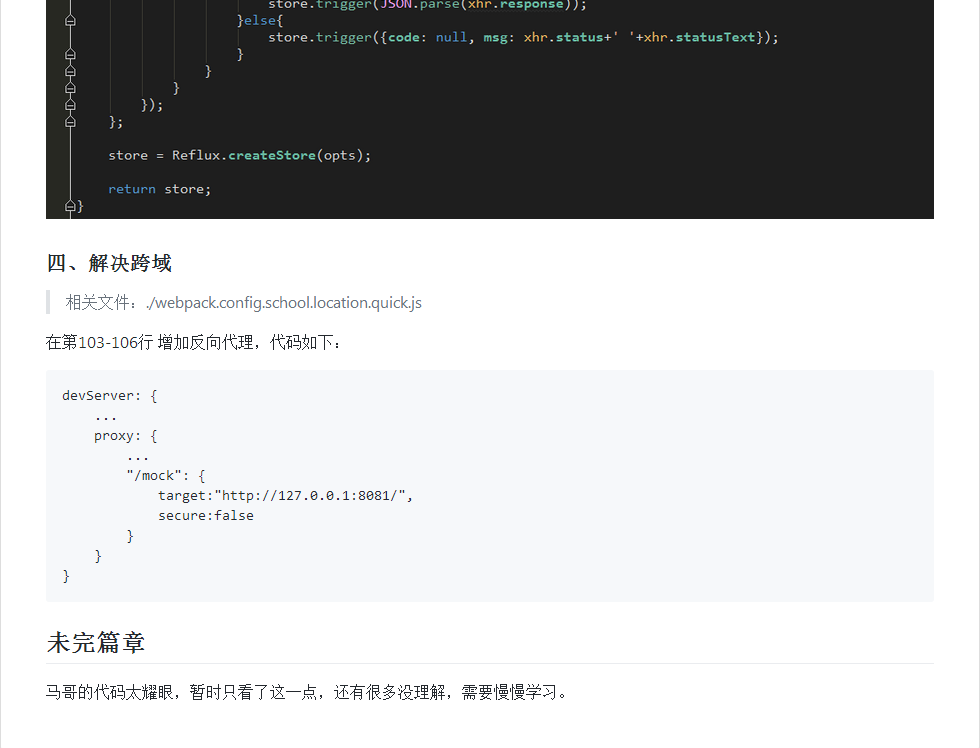 store.trigger(JSON.parse(xhr.response));
}else{
store.trigger({code: null, msg: xhr.status+' '+xhr.statusText});
}
}
}
});
};
store = Reflux.createStore(opts);
return store;
}
四、解决跨域
相关文件：./webpack.config.school.location.quick.js
在第103-106行 增加反向代理，代码如下：
devServer: {
...
proxy: {
...
"/mock": {
target:"http://127.0.0.1:8081/",
secure:false
}
}
}
未完篇章
马哥的代码太耀眼，暂时只看了这一点，还有很多没理解，需要慢慢学习。